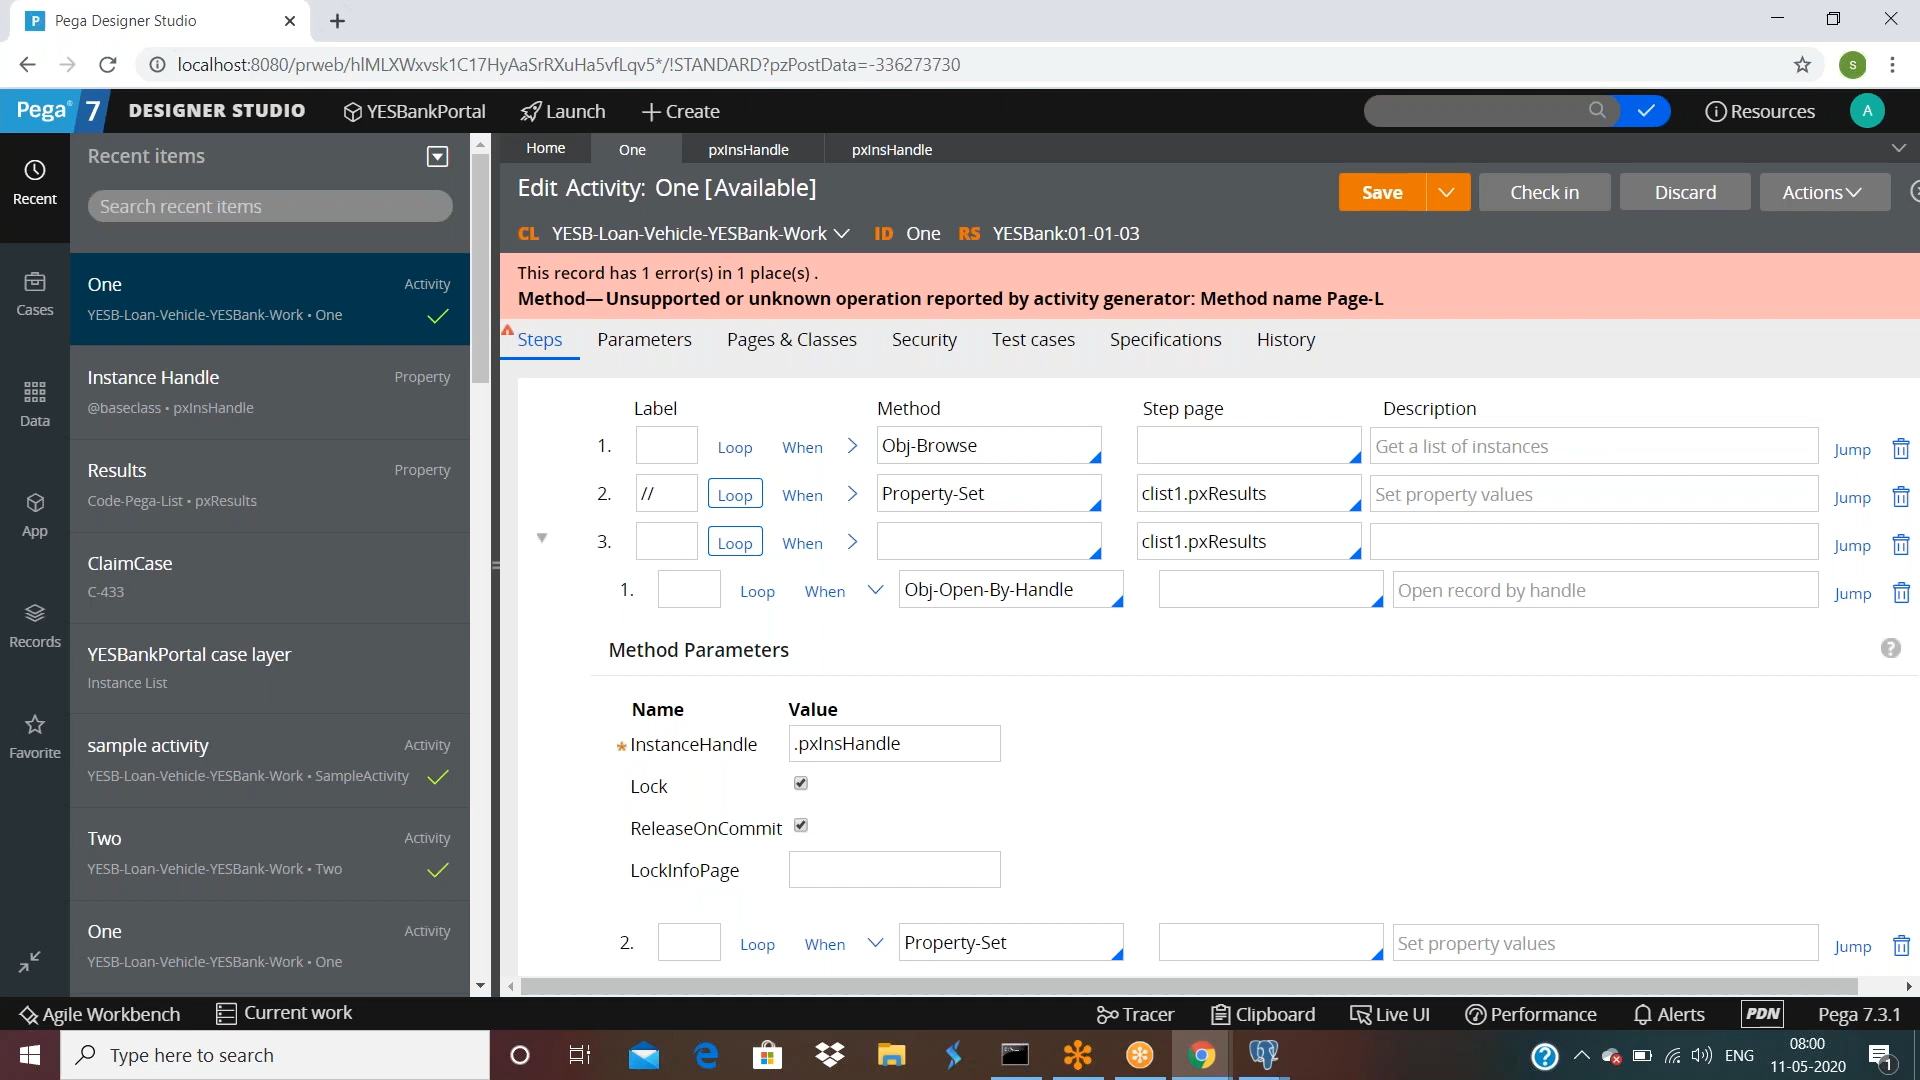 Pega Designer Studio
localhost:8080/prweb/hIMLXWxvsk1C17HyAaSrRXuHa5vfLqv5*/!STANDARD?pzPostData=-336273730
S
Pega 7 DESIGNER STUDIO YESBankPortal Launch Create Resources A
Recent items
Search recent items
Recent
Cases
Data
App
Records
Favorite
One Activity
YESB-Loan-Vehicle-YESBank-Work • One
Instance Handle Property
@baseclass • pxInsHandle
Results Property
Code-Pega-List • pxResults
ClaimCase
C-433
YESBankPortal case layer
Instance List
sample activity Activity
YESB-Loan-Vehicle-YESBank-Work • SampleActivity
Two Activity
YESB-Loan-Vehicle-YESBank-Work • Two
One Activity
YESB-Loan-Vehicle-YESBank-Work • One
Home One pxInsHandle pxInsHandle
Edit Activity: One [Available]
Save Check in Discard Actions
CL YESB-Loan-Vehicle-YESBank-Work ID One RS YESBank:01-01-03
This record has 1 error(s) in 1 place(s) .
Method—Unsupported or unknown operation reported by activity generator: Method name Page-L
Steps Parameters Pages & Classes Security Test cases Specifications History
Label Method Step page Description
1. Loop When Obj-Browse Get a list of instances Jump
2. // Loop When Property-Set clist1.pxResults Set property values Jump
3. Loop When clist1.pxResults Jump
1. Loop When Obj-Open-By-Handle Open record by handle Jump
Method Parameters
Name Value
InstanceHandle .pxInsHandle
Lock
ReleaseOnCommit
LockInfoPage
2. Loop When Property-Set Set property values Jump
Agile Workbench Current work Tracer Clipboard Live UI Performance Alerts PDN Pega 7.3.1
Type here to search
ENG
08:00
11-05-2020
1